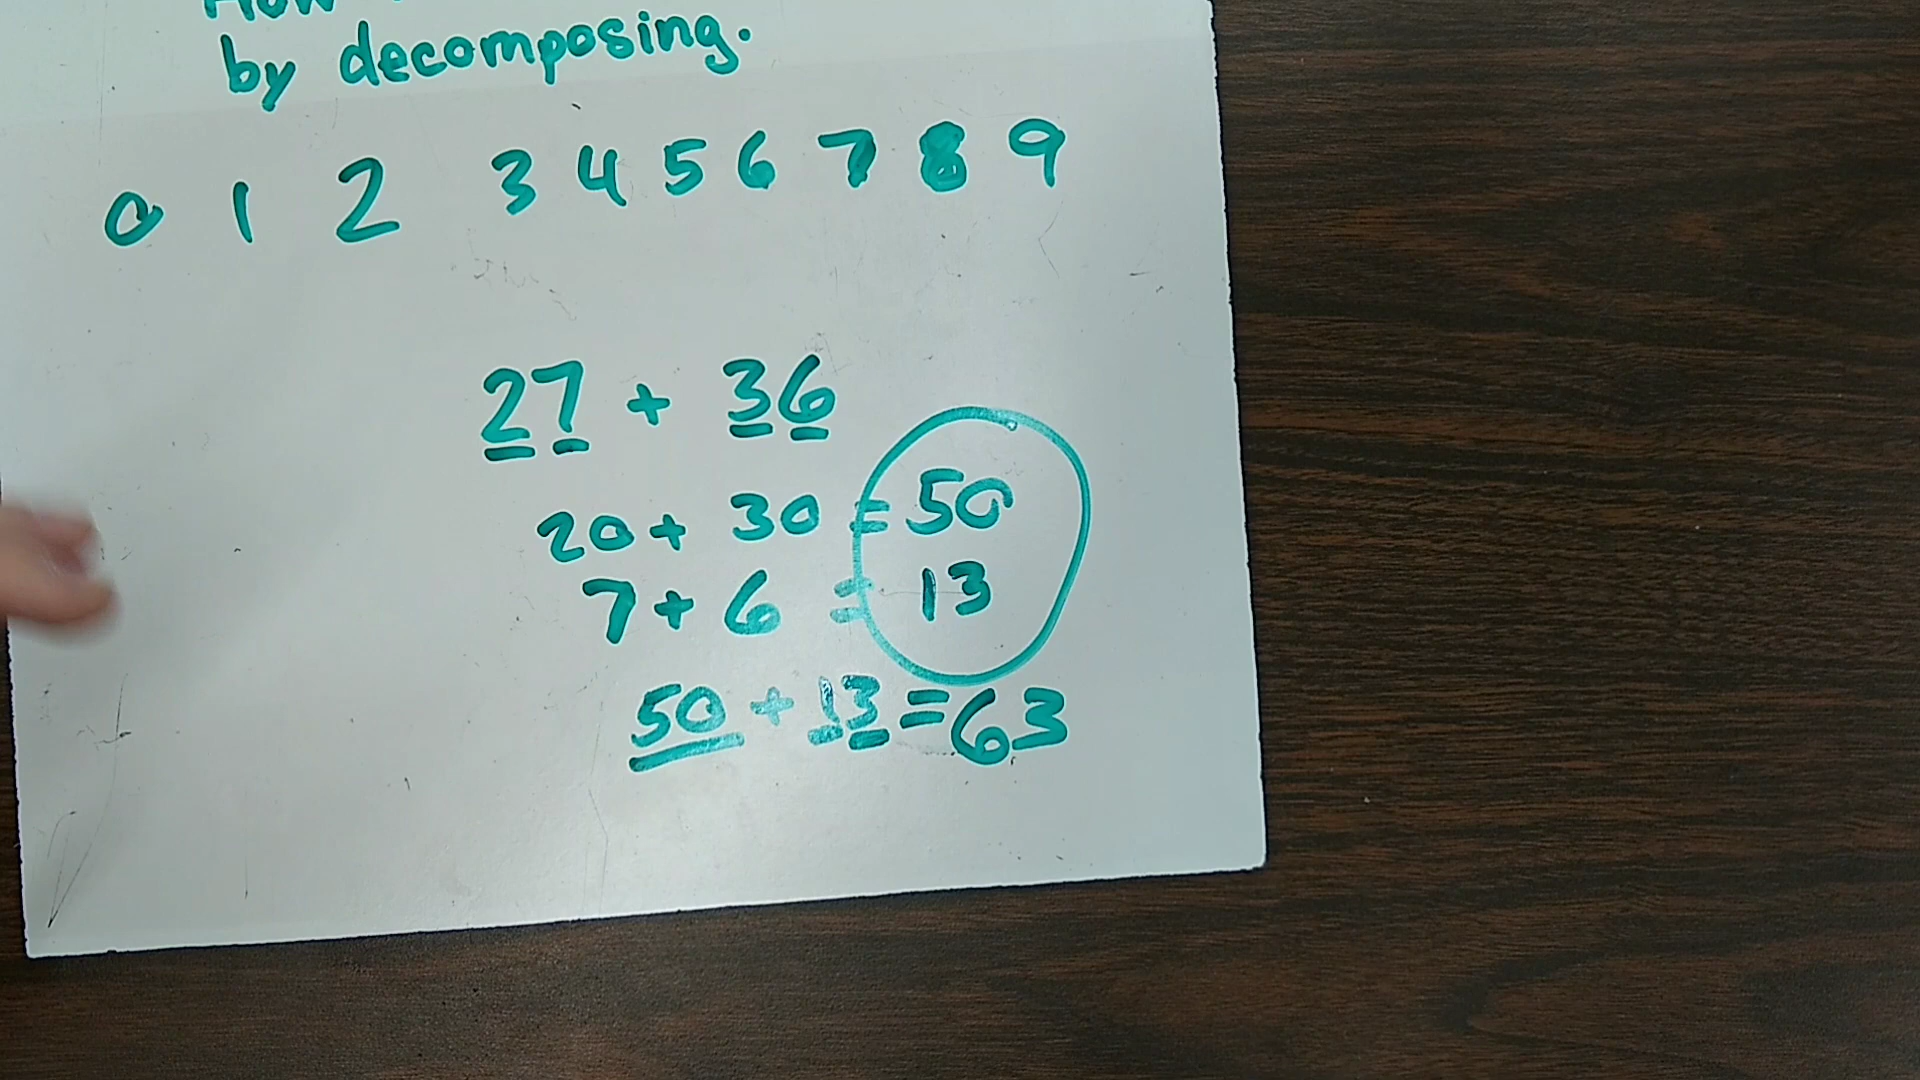 How
by decomposing.
0 1 2 3 4 5 6 7 8 9
27 + 36
20 + 30 = 50
7 + 6 = 13
50 + 13 = 63